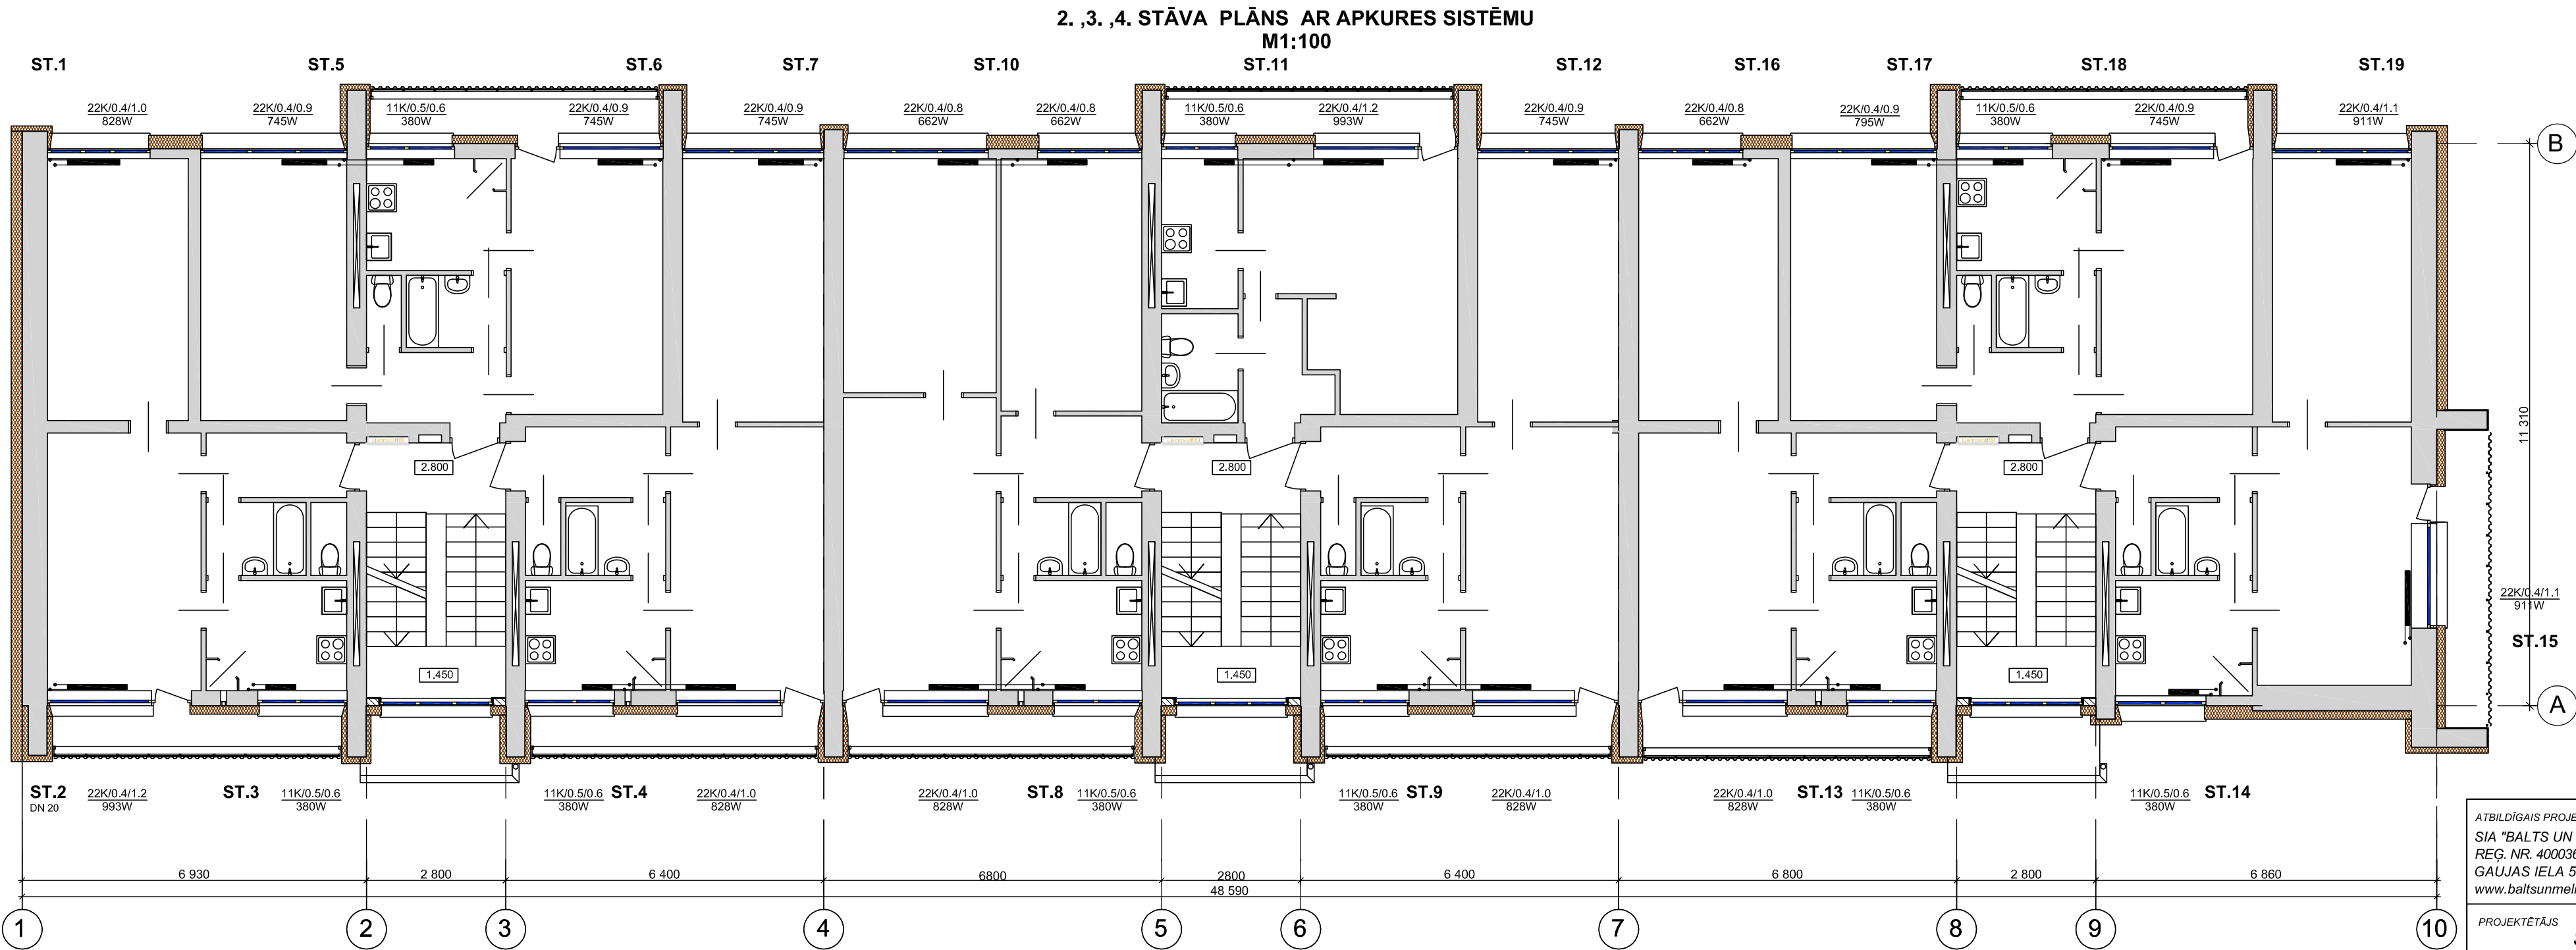 2. ,3. ,4. STĀVA PLĀNS AR APKURES SISTĒMU
M1:100
ST.1 ST.5 ST.6 ST.7 ST.10 ST.11 ST.12 ST.16 ST.17 ST.18 ST.19
22K/0.4/1.0 22K/0.4/0.9 11K/0.5/0.6 22K/0.4/0.9 22K/0.4/0.9 22K/0.4/0.8 22K/0.4/0.8 11K/0.5/0.6 22K/0.4/1.2 22K/0.4/0.9 22K/0.4/0.8 22K/0.4/0.9 11K/0.5/0.6 22K/0.4/0.9 22K/0.4/1.1
828W 745W 380W 745W 745W 662W 662W 380W 993W 745W 662W 795W 380W 745W 911W
B
11 310
2.800 2.800 2.800
22K/0.4/1.1
911W
ST.15
1.450 1.450 1.450
A
ST.2 22K/0.4/1.2 ST.3 11K/0.5/0.6 11K/0.5/0.6 ST.4 22K/0.4/1.0 22K/0.4/1.0 ST.8 11K/0.5/0.6 11K/0.5/0.6 ST.9 22K/0.4/1.0 22K/0.4/1.0 ST.13 11K/0.5/0.6 11K/0.5/0.6 ST.14
DN 20 993W 380W 380W 828W 828W 380W 380W 828W 828W 380W 380W
ATBILDĪGAIS PROJE
SIA "BALTS UN
REĢ. NR. 400036
GAUJAS IELA 5
www.baltsunmel
PROJEKTĒTĀJS
6 930 2 800 6 400 6800 2800 6 400 6 800 2 800 6 860
48 590
1 2 3 4 5 6 7 8 9 10